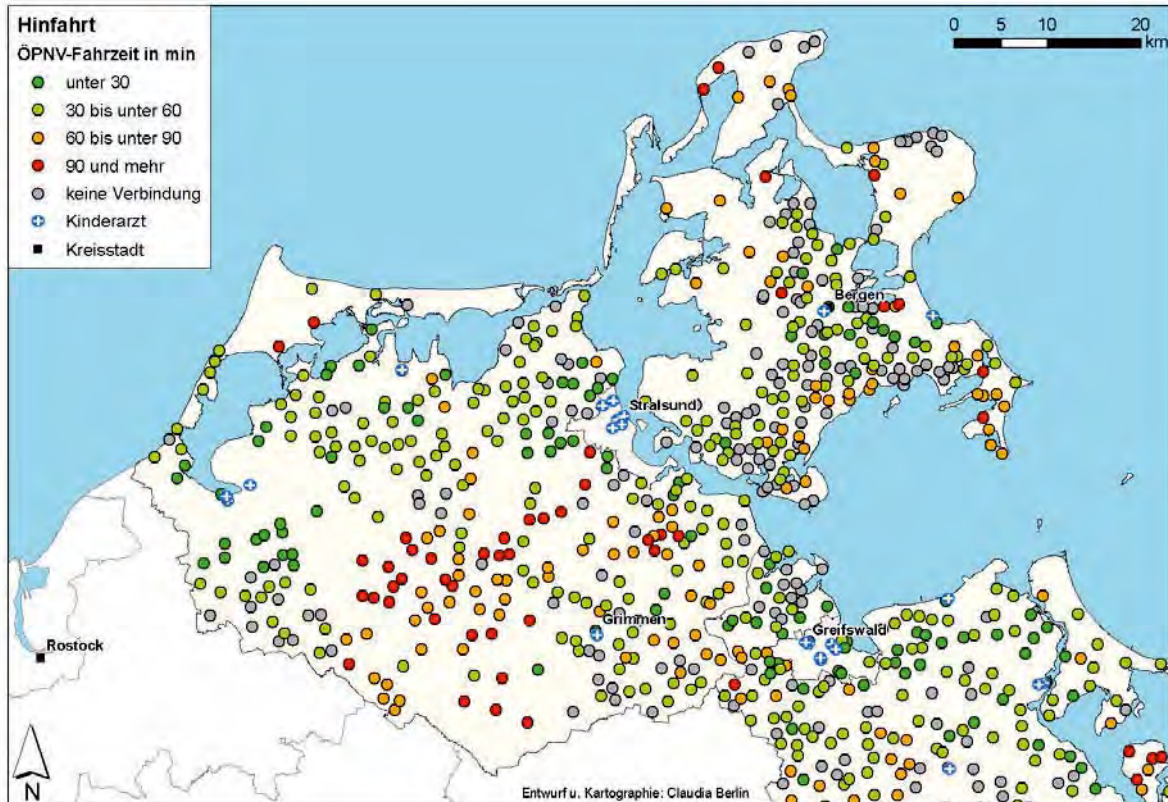 Hinfahrt
ÖPNV-Fahrzeit in min
unter 30
30 bis unter 60
60 bis unter 90
90 und mehr
keine Verbindung
Kinderarzt
Kreisstadt
0 5 10 20
km
Bergen
Stralsund
Grimmen
Greifswald
Rostock
N
Entwurf u. Kartographie: Claudia Berlin